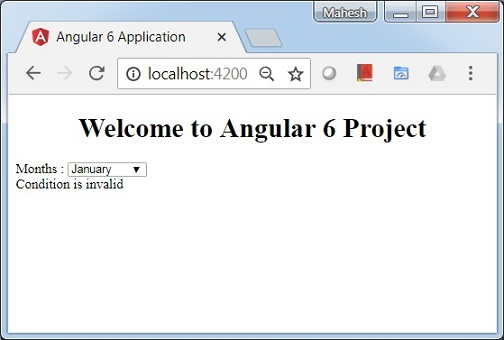 Mahesh
Angular 6 Application
localhost:4200
Welcome to Angular 6 Project
Months : January
Condition is invalid